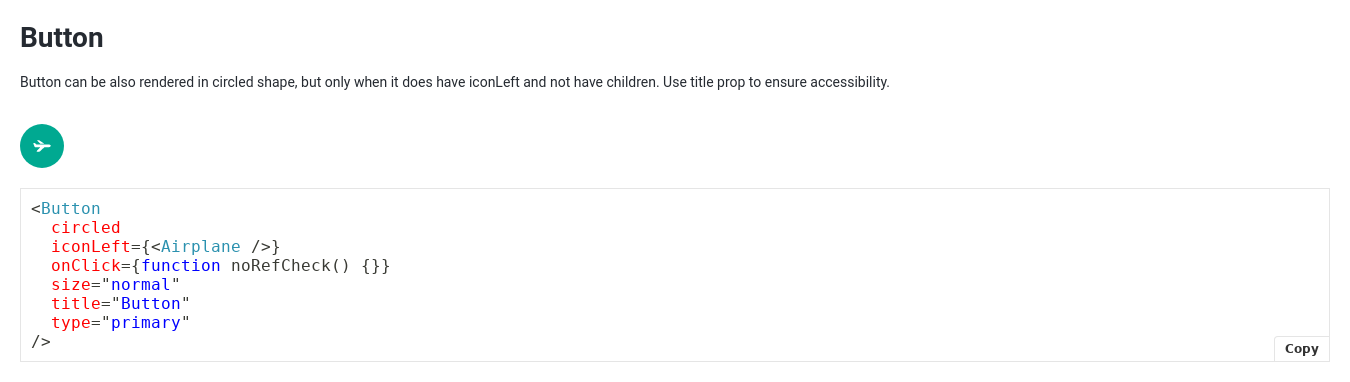 Button
Button can be also rendered in circled shape, but only when it does have iconLeft and not have children. Use title prop to ensure accessibility.
<Button
  circled
  iconLeft={<Airplane />}
  onClick={function noRefCheck() {}}
  size="normal"
  title="Button"
  type="primary"
/>
Copy